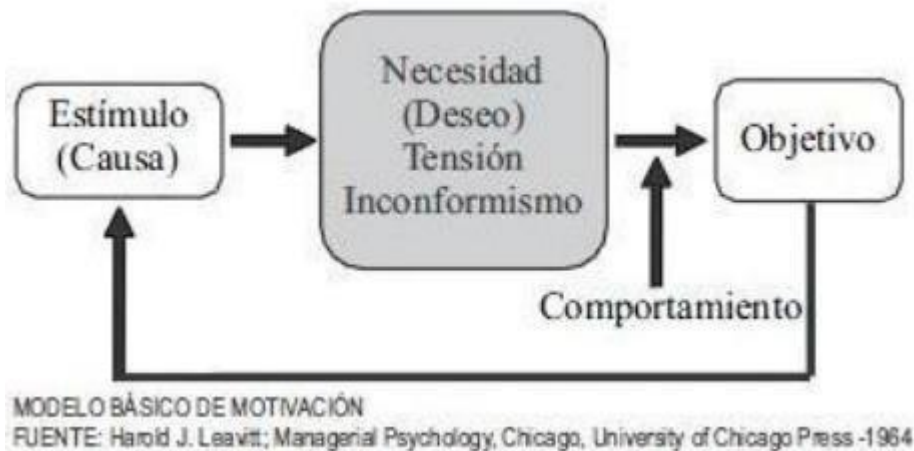 Estímulo
(Causa)
Necesidad
(Deseo)
Tensión
Inconformismo
Objetivo
Comportamiento
MODELO BÁSICO DE MOTIVACIÓN
FUENTE: Harold J. Leavitt; Managerial Psychology, Chicago, University of Chicago Press -1964